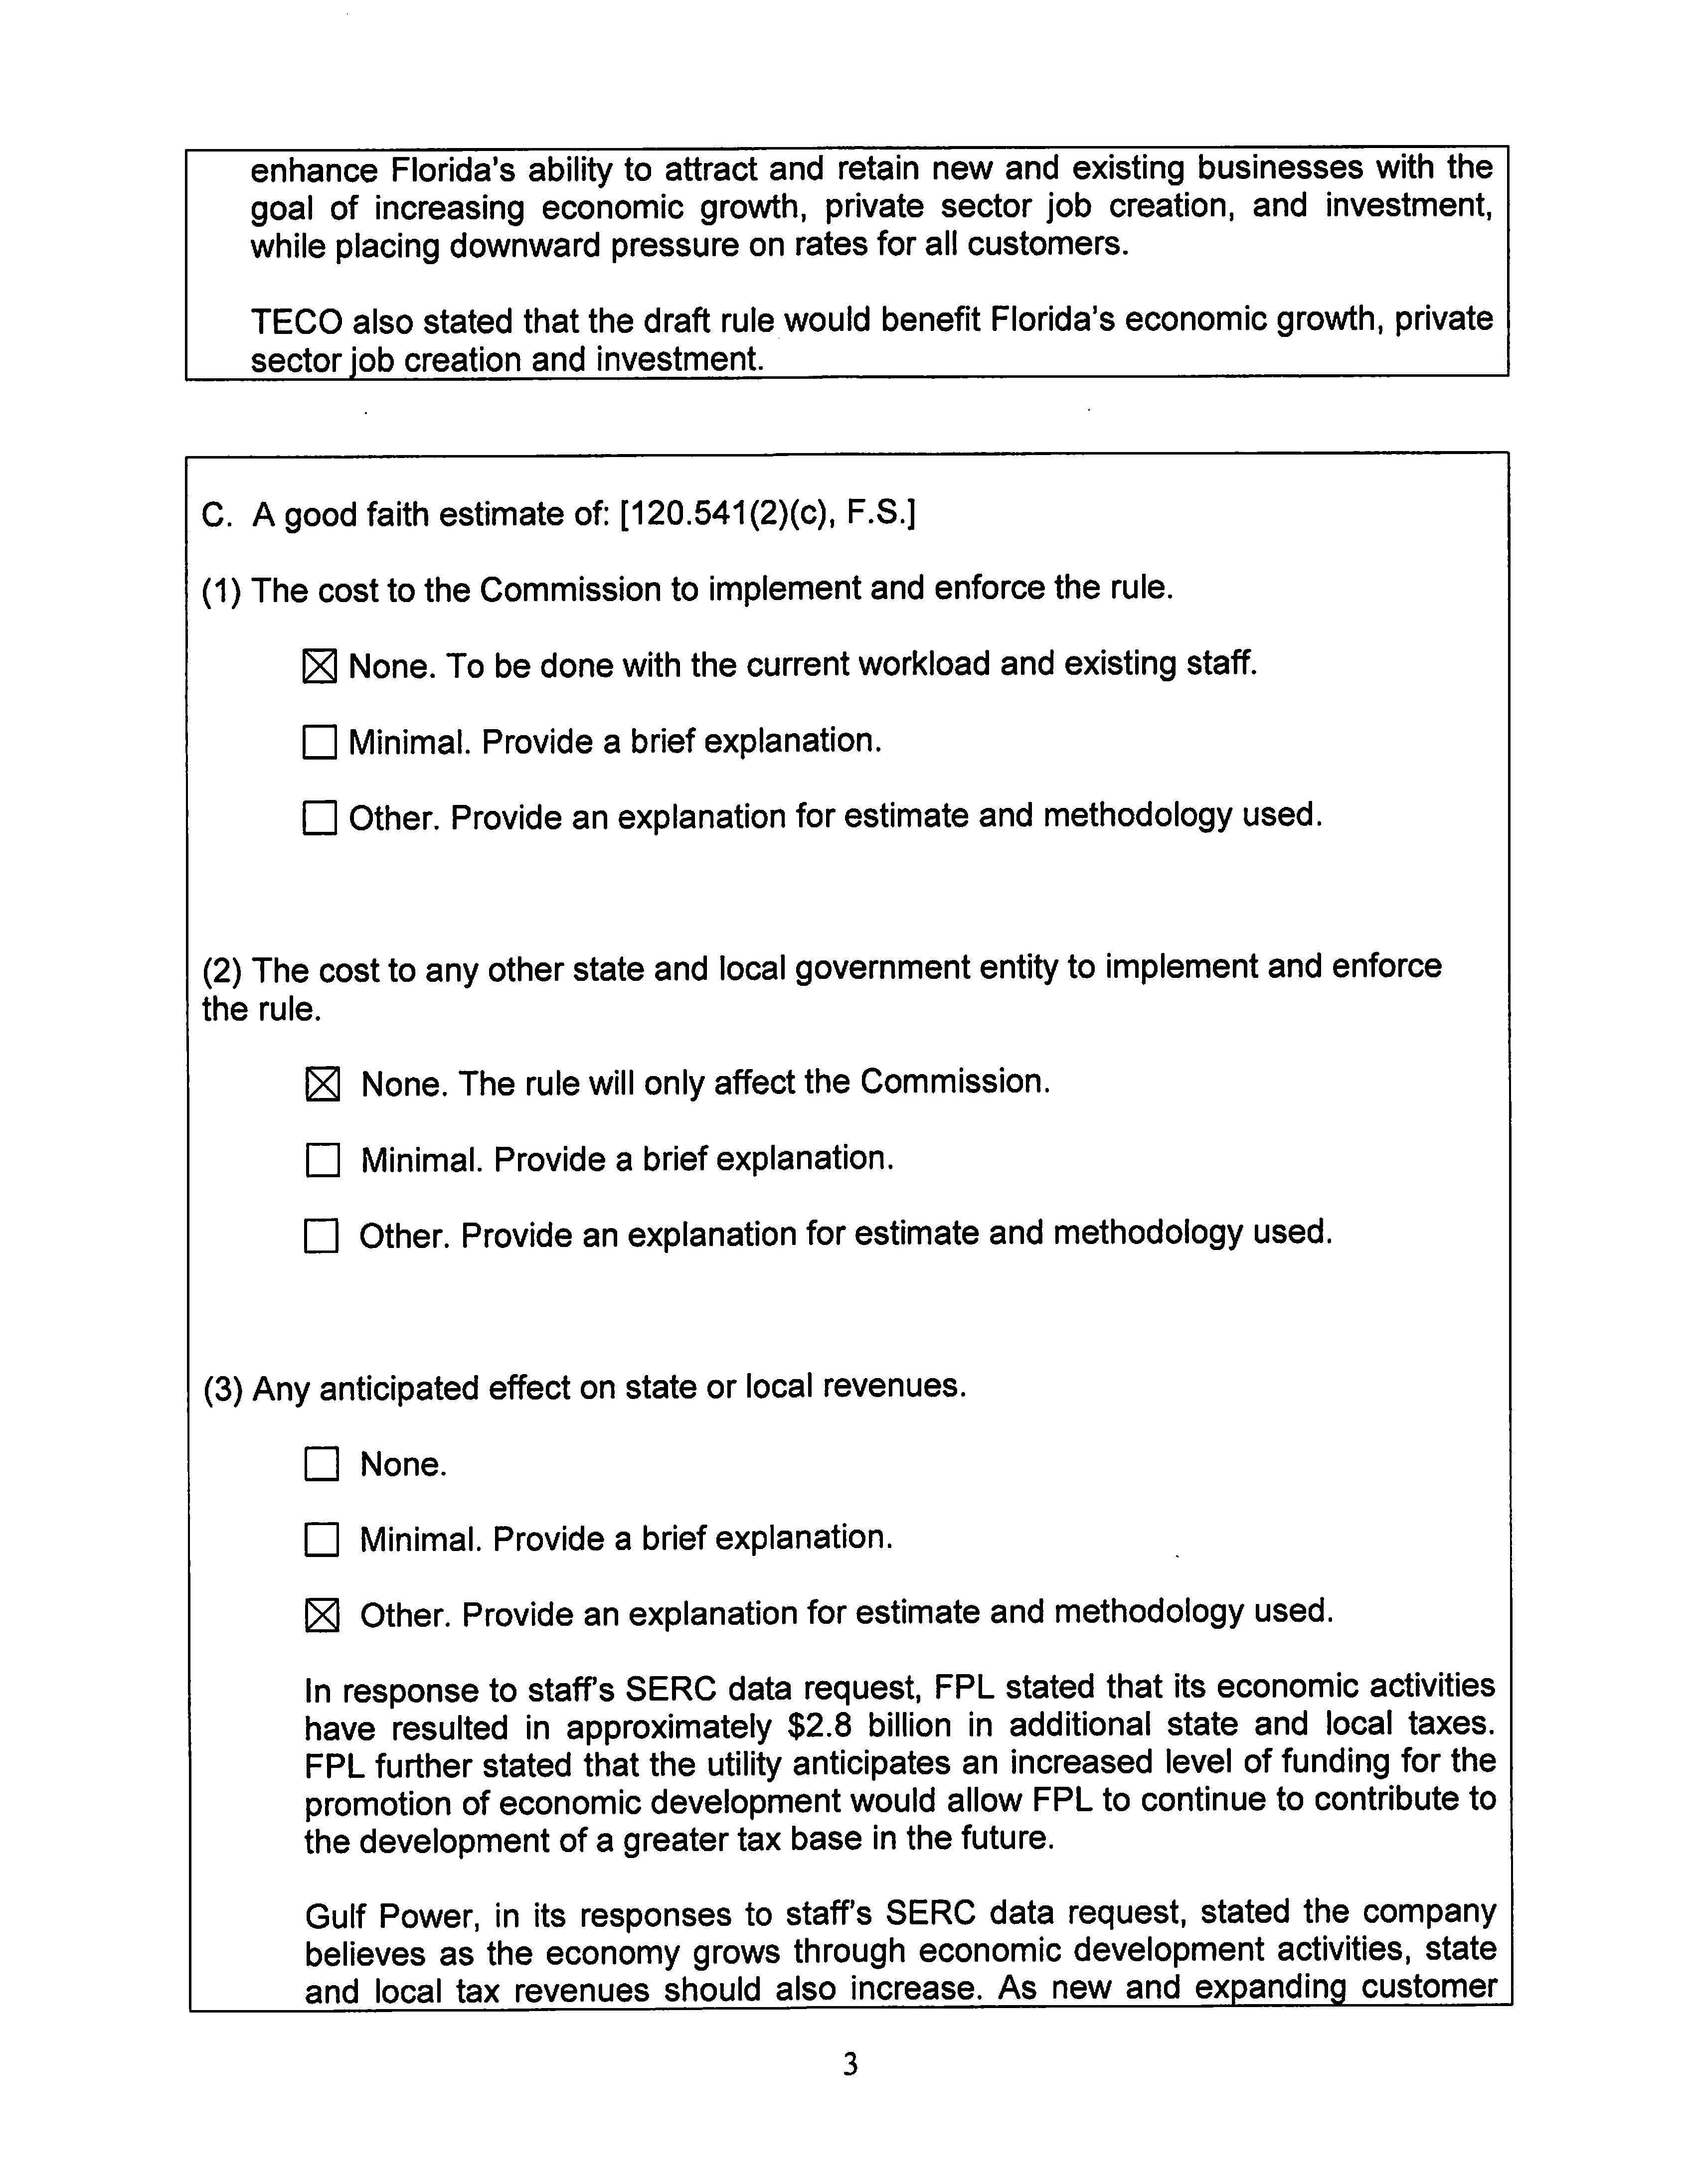 enhance Florida's ability to attract and retain new and existing businesses with the
goal of increasing economic growth, private sector job creation, and investment,
while placing downward pressure on rates for all customers.
TECO also stated that the draft rule would benefit Florida's economic growth, private
sector job creation and investment.
C. A good faith estimate of: [120.541(2)(c), F.S.]
(1) The cost to the Commission to implement and enforce the rule.
☒ None. To be done with the current workload and existing staff.
☐ Minimal. Provide a brief explanation.
☐ Other. Provide an explanation for estimate and methodology used.
(2) The cost to any other state and local government entity to implement and enforce
the rule.
☒ None. The rule will only affect the Commission.
☐ Minimal. Provide a brief explanation.
☐ Other. Provide an explanation for estimate and methodology used.
(3) Any anticipated effect on state or local revenues.
☐ None.
☐ Minimal. Provide a brief explanation.
☒ Other. Provide an explanation for estimate and methodology used.
In response to staff's SERC data request, FPL stated that its economic activities
have resulted in approximately $2.8 billion in additional state and local taxes.
FPL further stated that the utility anticipates an increased level of funding for the
promotion of economic development would allow FPL to continue to contribute to
the development of a greater tax base in the future.
Gulf Power, in its responses to staff's SERC data request, stated the company
believes as the economy grows through economic development activities, state
and local tax revenues should also increase. As new and expanding customer
3